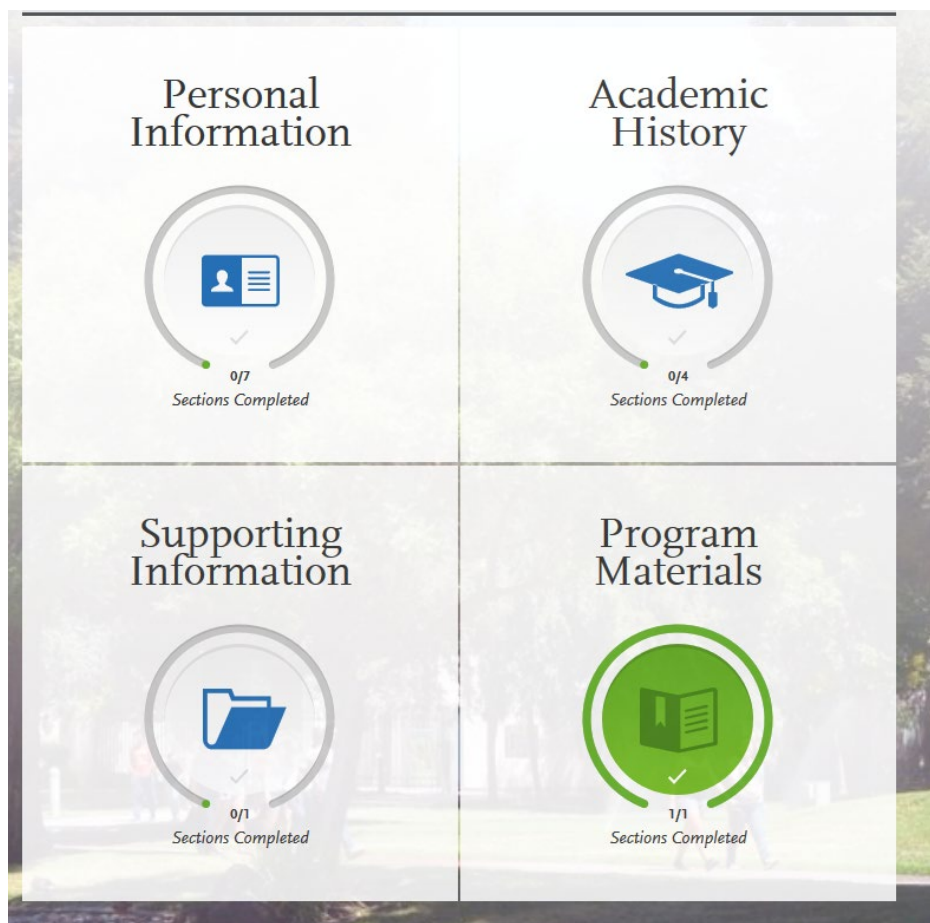 Personal
Information
0/7
Sections Completed
Academic
History
0/4
Sections Completed
Supporting
Information
0/1
Sections Completed
Program
Materials
1/1
Sections Completed